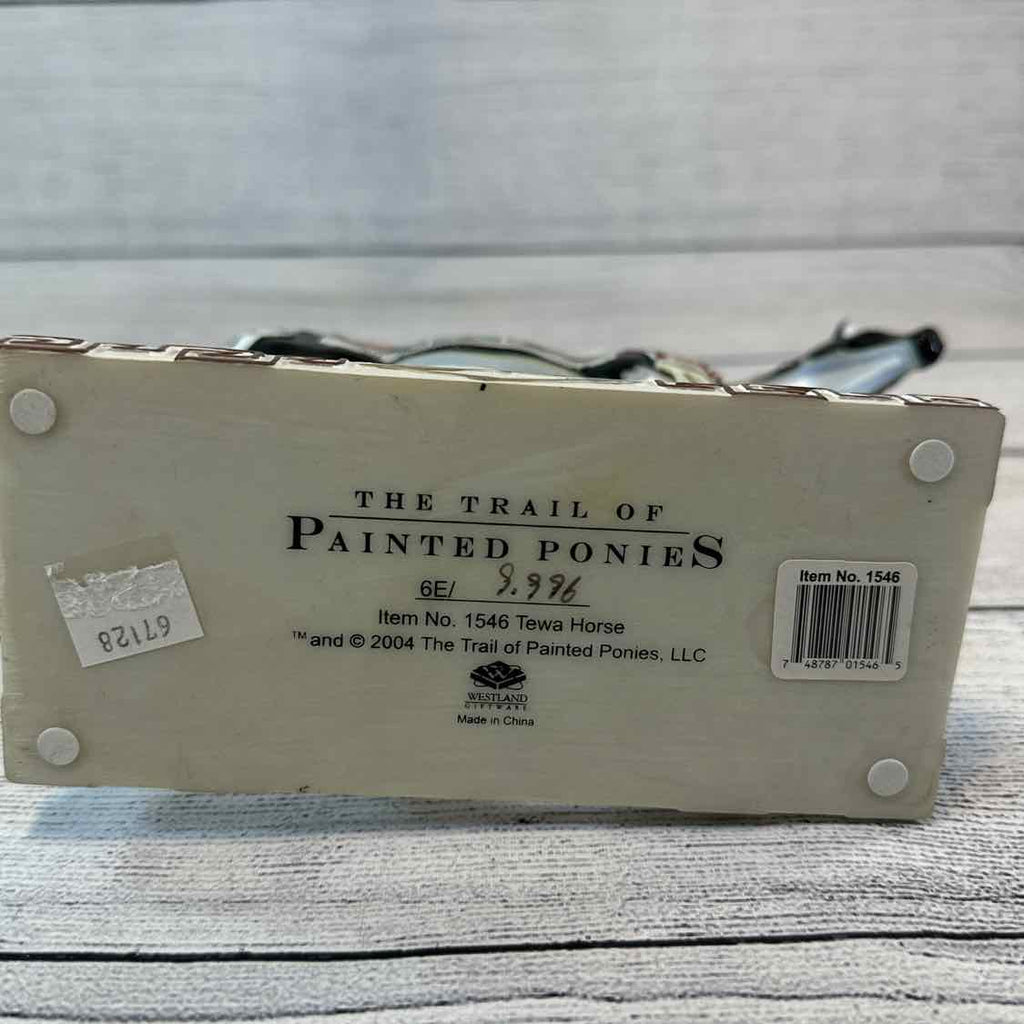 THE TRAIL OF
PAINTED PONIES
6E/ 9.996
Item No. 1546 Tewa Horse
™ and © 2004 The Trail of Painted Ponies, LLC
WESTLAND
GIFTWARE
Made in China
67128
Item No. 1546
7 48787 01546 5